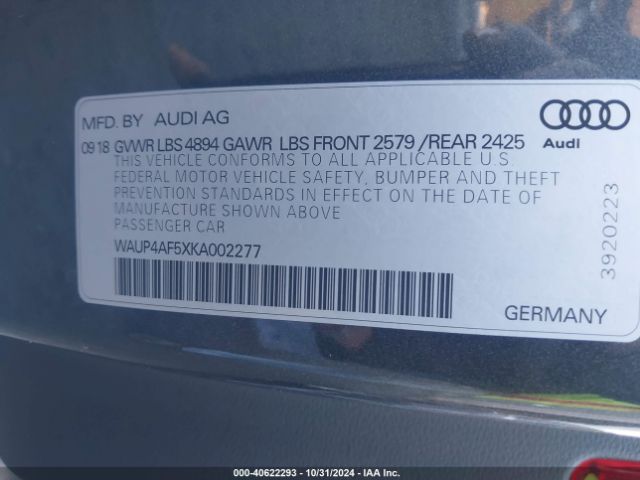 MFD. BY AUDI AG
09 18 GVWR LBS 4894 GAWR LBS FRONT 2579 /REAR 2425
Audi
THIS VEHICLE CONFORMS TO ALL APPLICABLE U.S.
FEDERAL MOTOR VEHICLE SAFETY, BUMPER AND THEFT
PREVENTION STANDARDS IN EFFECT ON THE DATE OF
MANUFACTURE SHOWN ABOVE
PASSENGER CAR
WAUP4AF5XKA002277
3920223
GERMANY
000-40622293 - 10/31/2024 - IAA Inc.